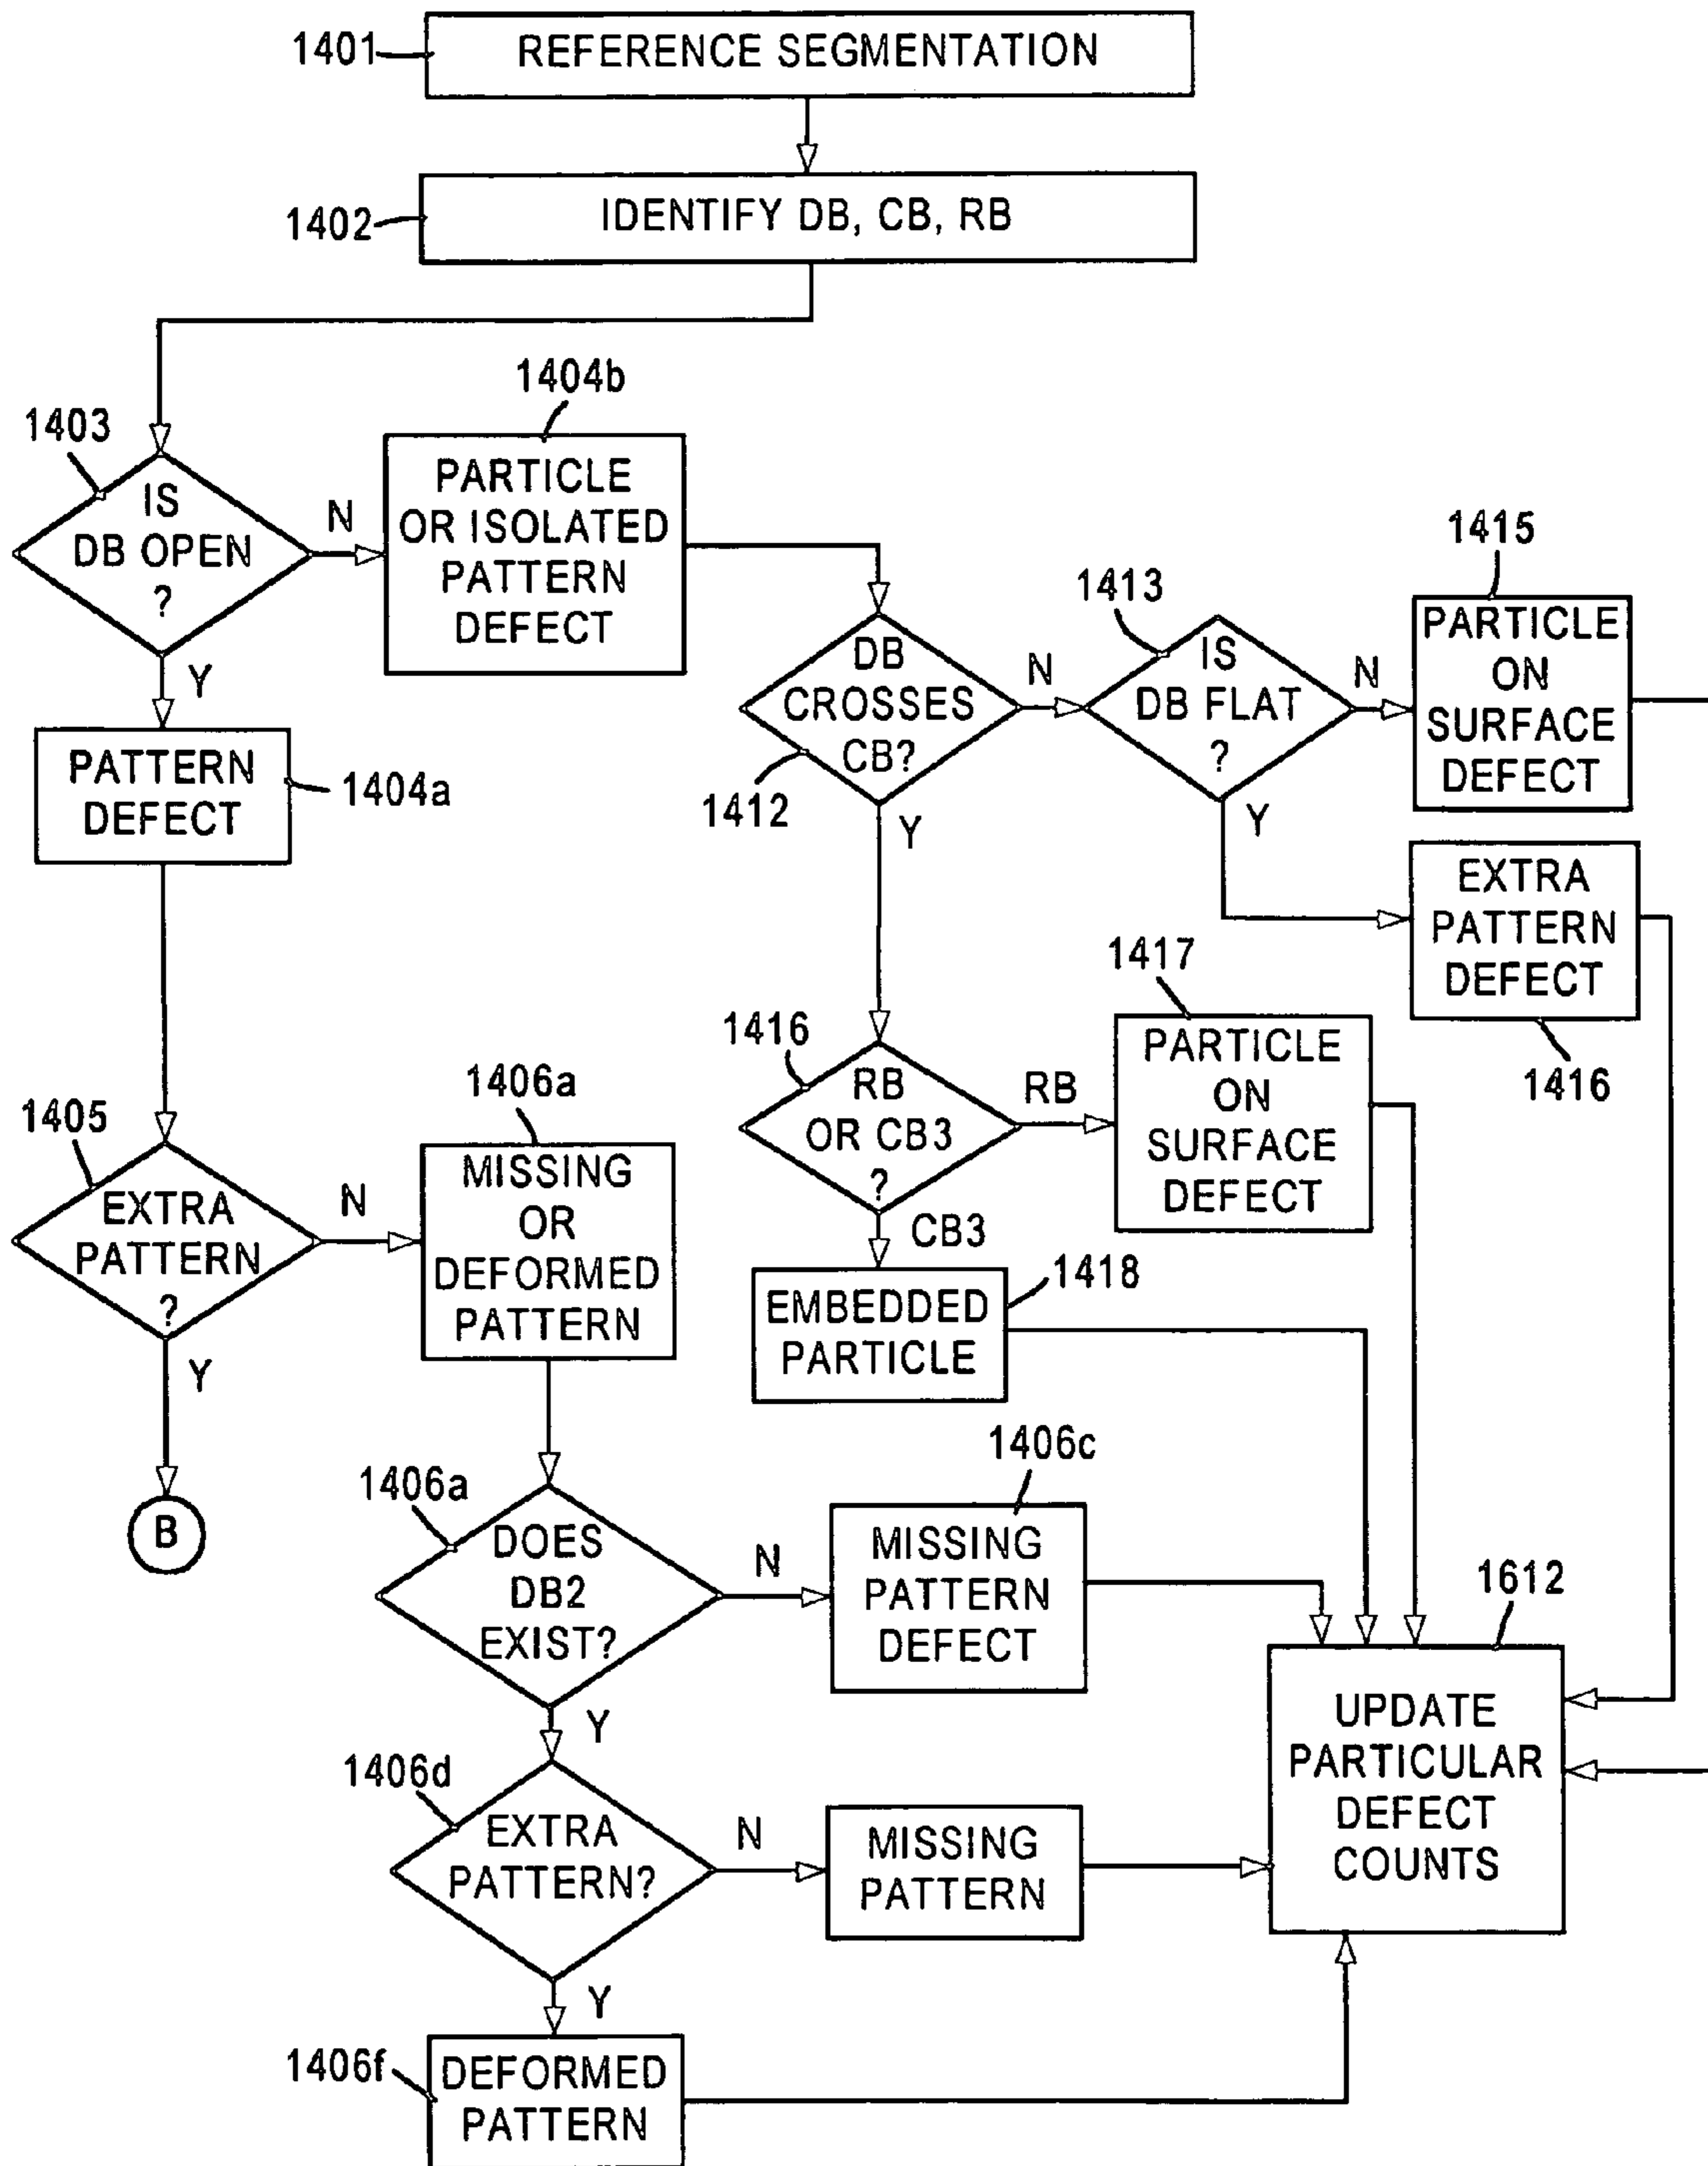 1401
REFERENCE SEGMENTATION
1402
IDENTIFY DB, CB, RB
1403
IS
DB OPEN
?
N
Y
1404b
PARTICLE
OR ISOLATED
PATTERN
DEFECT
PATTERN
DEFECT
1404a
DB
CROSSES
CB?
1412
N
Y
1413
IS
DB FLAT
?
N
Y
1415
PARTICLE
ON
SURFACE
DEFECT
EXTRA
PATTERN
DEFECT
1416
1416
RB
OR CB3
?
RB
CB3
1417
PARTICLE
ON
SURFACE
DEFECT
1418
EMBEDDED
PARTICLE
1405
EXTRA
PATTERN
?
N
Y
B
1406a
MISSING
OR
DEFORMED
PATTERN
1406a
DOES
DB2
EXIST?
N
Y
1406c
MISSING
PATTERN
DEFECT
1406d
EXTRA
PATTERN?
N
Y
MISSING
PATTERN
1406f
DEFORMED
PATTERN
1612
UPDATE
PARTICULAR
DEFECT
COUNTS